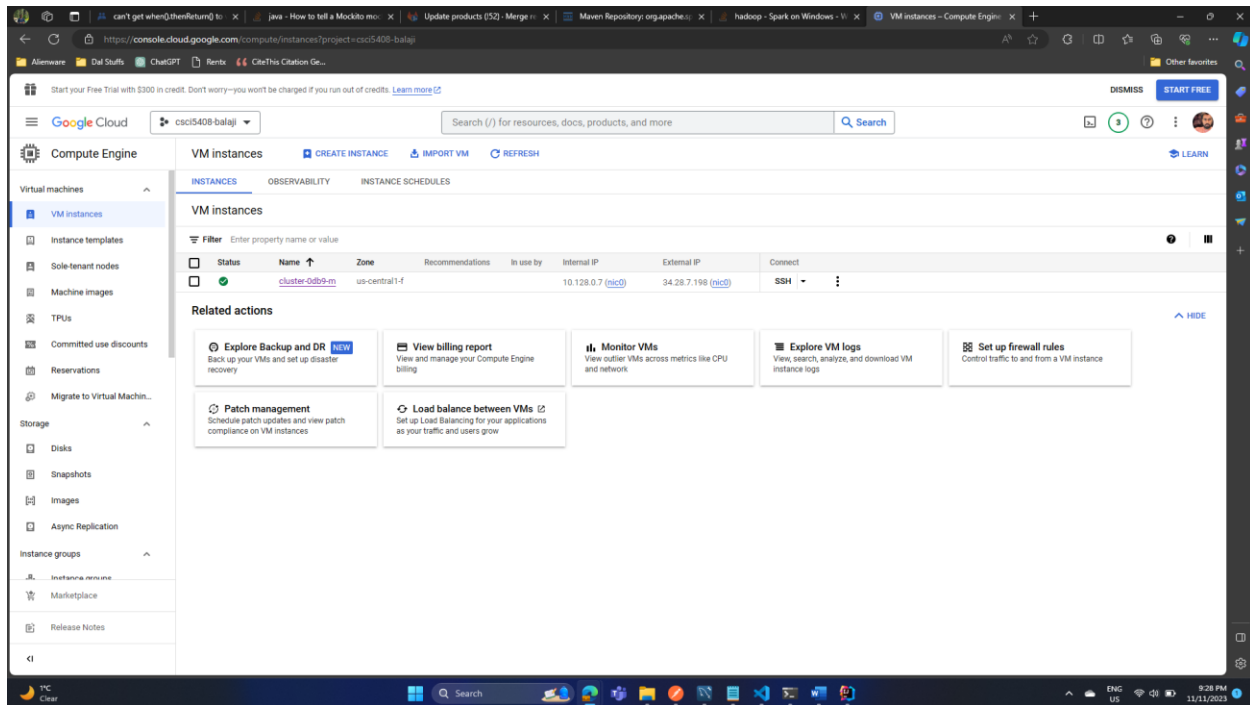 can't get when().thenReturn() to
java - How to tell a Mockito moc
Update products (!52) · Merge re
Maven Repository: org.apache.sp
hadoop - Spark on Windows - W
VM instances – Compute Engine
https://console.cloud.google.com/compute/instances?project=csci5408-balaji
Alienware
Dal Stuffs
ChatGPT
Rentx
CiteThis Citation Ge...
Other favorites
Start your Free Trial with $300 in credit. Don't worry—you won't be charged if you run out of credits. Learn more
DISMISS
START FREE
Google Cloud
csci5408-balaji
Search (/) for resources, docs, products, and more
Search
3
Compute Engine
VM instances
CREATE INSTANCE
IMPORT VM
REFRESH
LEARN
Virtual machines
INSTANCES
OBSERVABILITY
INSTANCE SCHEDULES
VM instances
VM instances
Instance templates
Filter Enter property name or value
Sole-tenant nodes
Status
Name
Zone
Recommendations
In use by
Internal IP
External IP
Connect
cluster-0db9-m
us-central1-f
10.128.0.7 (nic0)
34.28.7.198 (nic0)
SSH
Machine images
TPUs
Committed use discounts
Reservations
Migrate to Virtual Machin...
Related actions
HIDE
Explore Backup and DR NEW
Back up your VMs and set up disaster
recovery
View billing report
View and manage your Compute Engine
billing
Monitor VMs
View outlier VMs across metrics like CPU
and network
Explore VM logs
View, search, analyze, and download VM
instance logs
Set up firewall rules
Control traffic to and from a VM instance
Patch management
Schedule patch updates and view patch
compliance on VM instances
Load balance between VMs
Set up Load Balancing for your applications
as your traffic and users grow
Storage
Disks
Snapshots
Images
Async Replication
Instance groups
Instance groups
Marketplace
Release Notes
1°C
Clear
Search
ENG
US
9:28 PM
11/11/2023